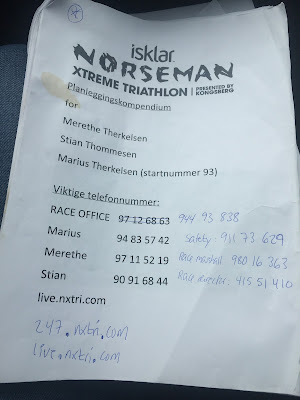 isklar
NORSEMAN
XTREME TRIATHLON | PRESENTED BY KONGSBERG
Planleggingskompendium
for
Merethe Therkelsen
Stian Thommesen
Marius Therkelsen (startnummer 93)
Viktige telefonnummer:
RACE OFFICE 97 12 68 63 944 93 838
Marius 94 83 57 42 Safety: 911 73 629
Merethe 97 11 52 19 Race marshall 980 16 363
Stian 90 91 68 44 Race director: 415 51 410
live.nxtri.com
247.nxtri.com
live.nxtri.com